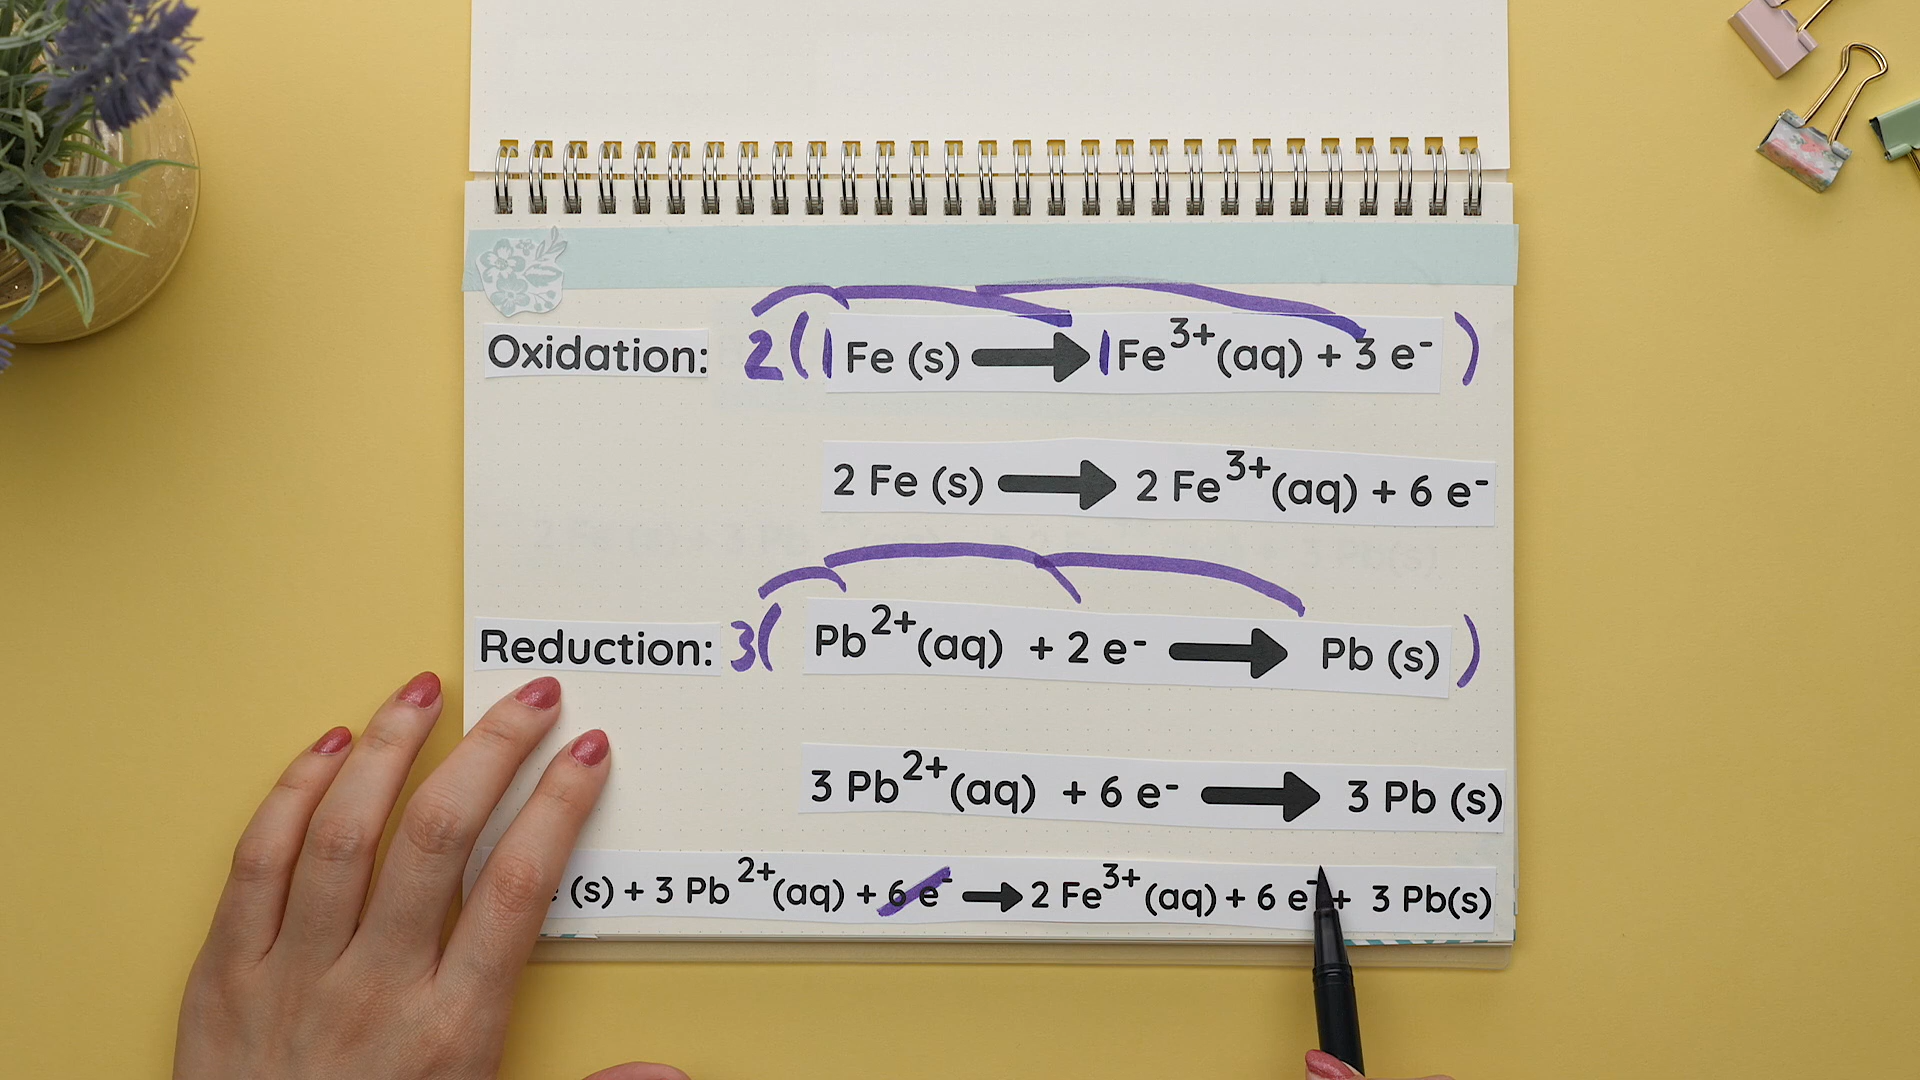 Oxidation: 2(1 Fe (s) → 1 Fe³⁺(aq) + 3 e⁻)
2 Fe (s) → 2 Fe³⁺(aq) + 6 e⁻
Reduction: 3( Pb²⁺(aq) + 2 e⁻ → Pb (s) )
3 Pb²⁺(aq) + 6 e⁻ → 3 Pb (s)
(s) + 3 Pb²⁺(aq) + 6 e⁻ → 2 Fe³⁺(aq) + 6 e⁻ + 3 Pb(s)